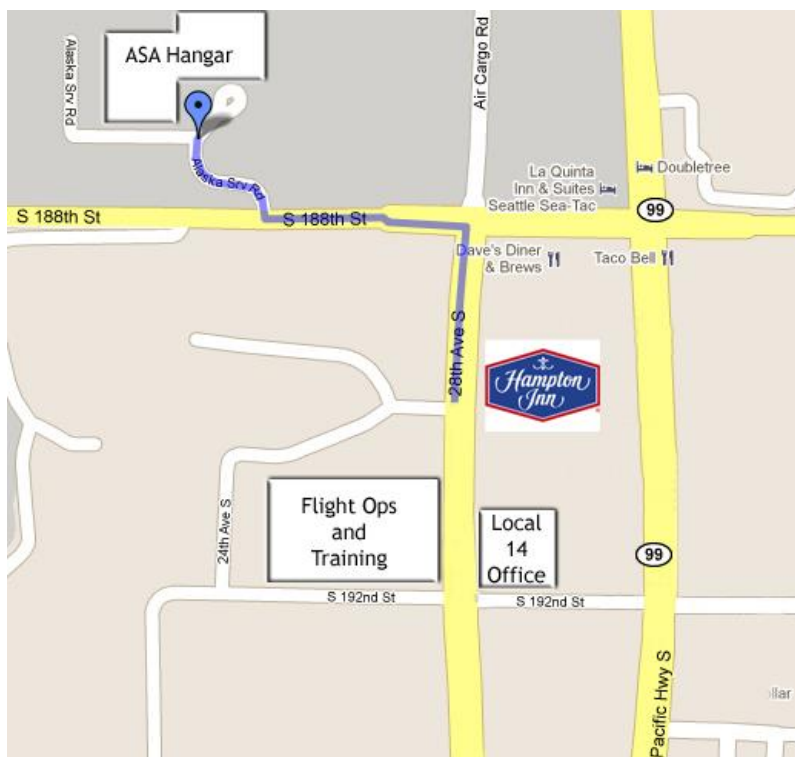 ASA Hangar
Alaska Srv Rd
Air Cargo Rd
Alaska Srv Rd
La Quinta
Inn & Suites
Seattle Sea-Tac
Doubletree
99
S 188th St
S 188th St
Dave's Diner
& Brews
Taco Bell
28th Ave S
Hampton
Inn
24th Ave S
Flight Ops
and
Training
Local
14
Office
99
S 192nd St
S 192nd St
Pacific Hwy S
llar